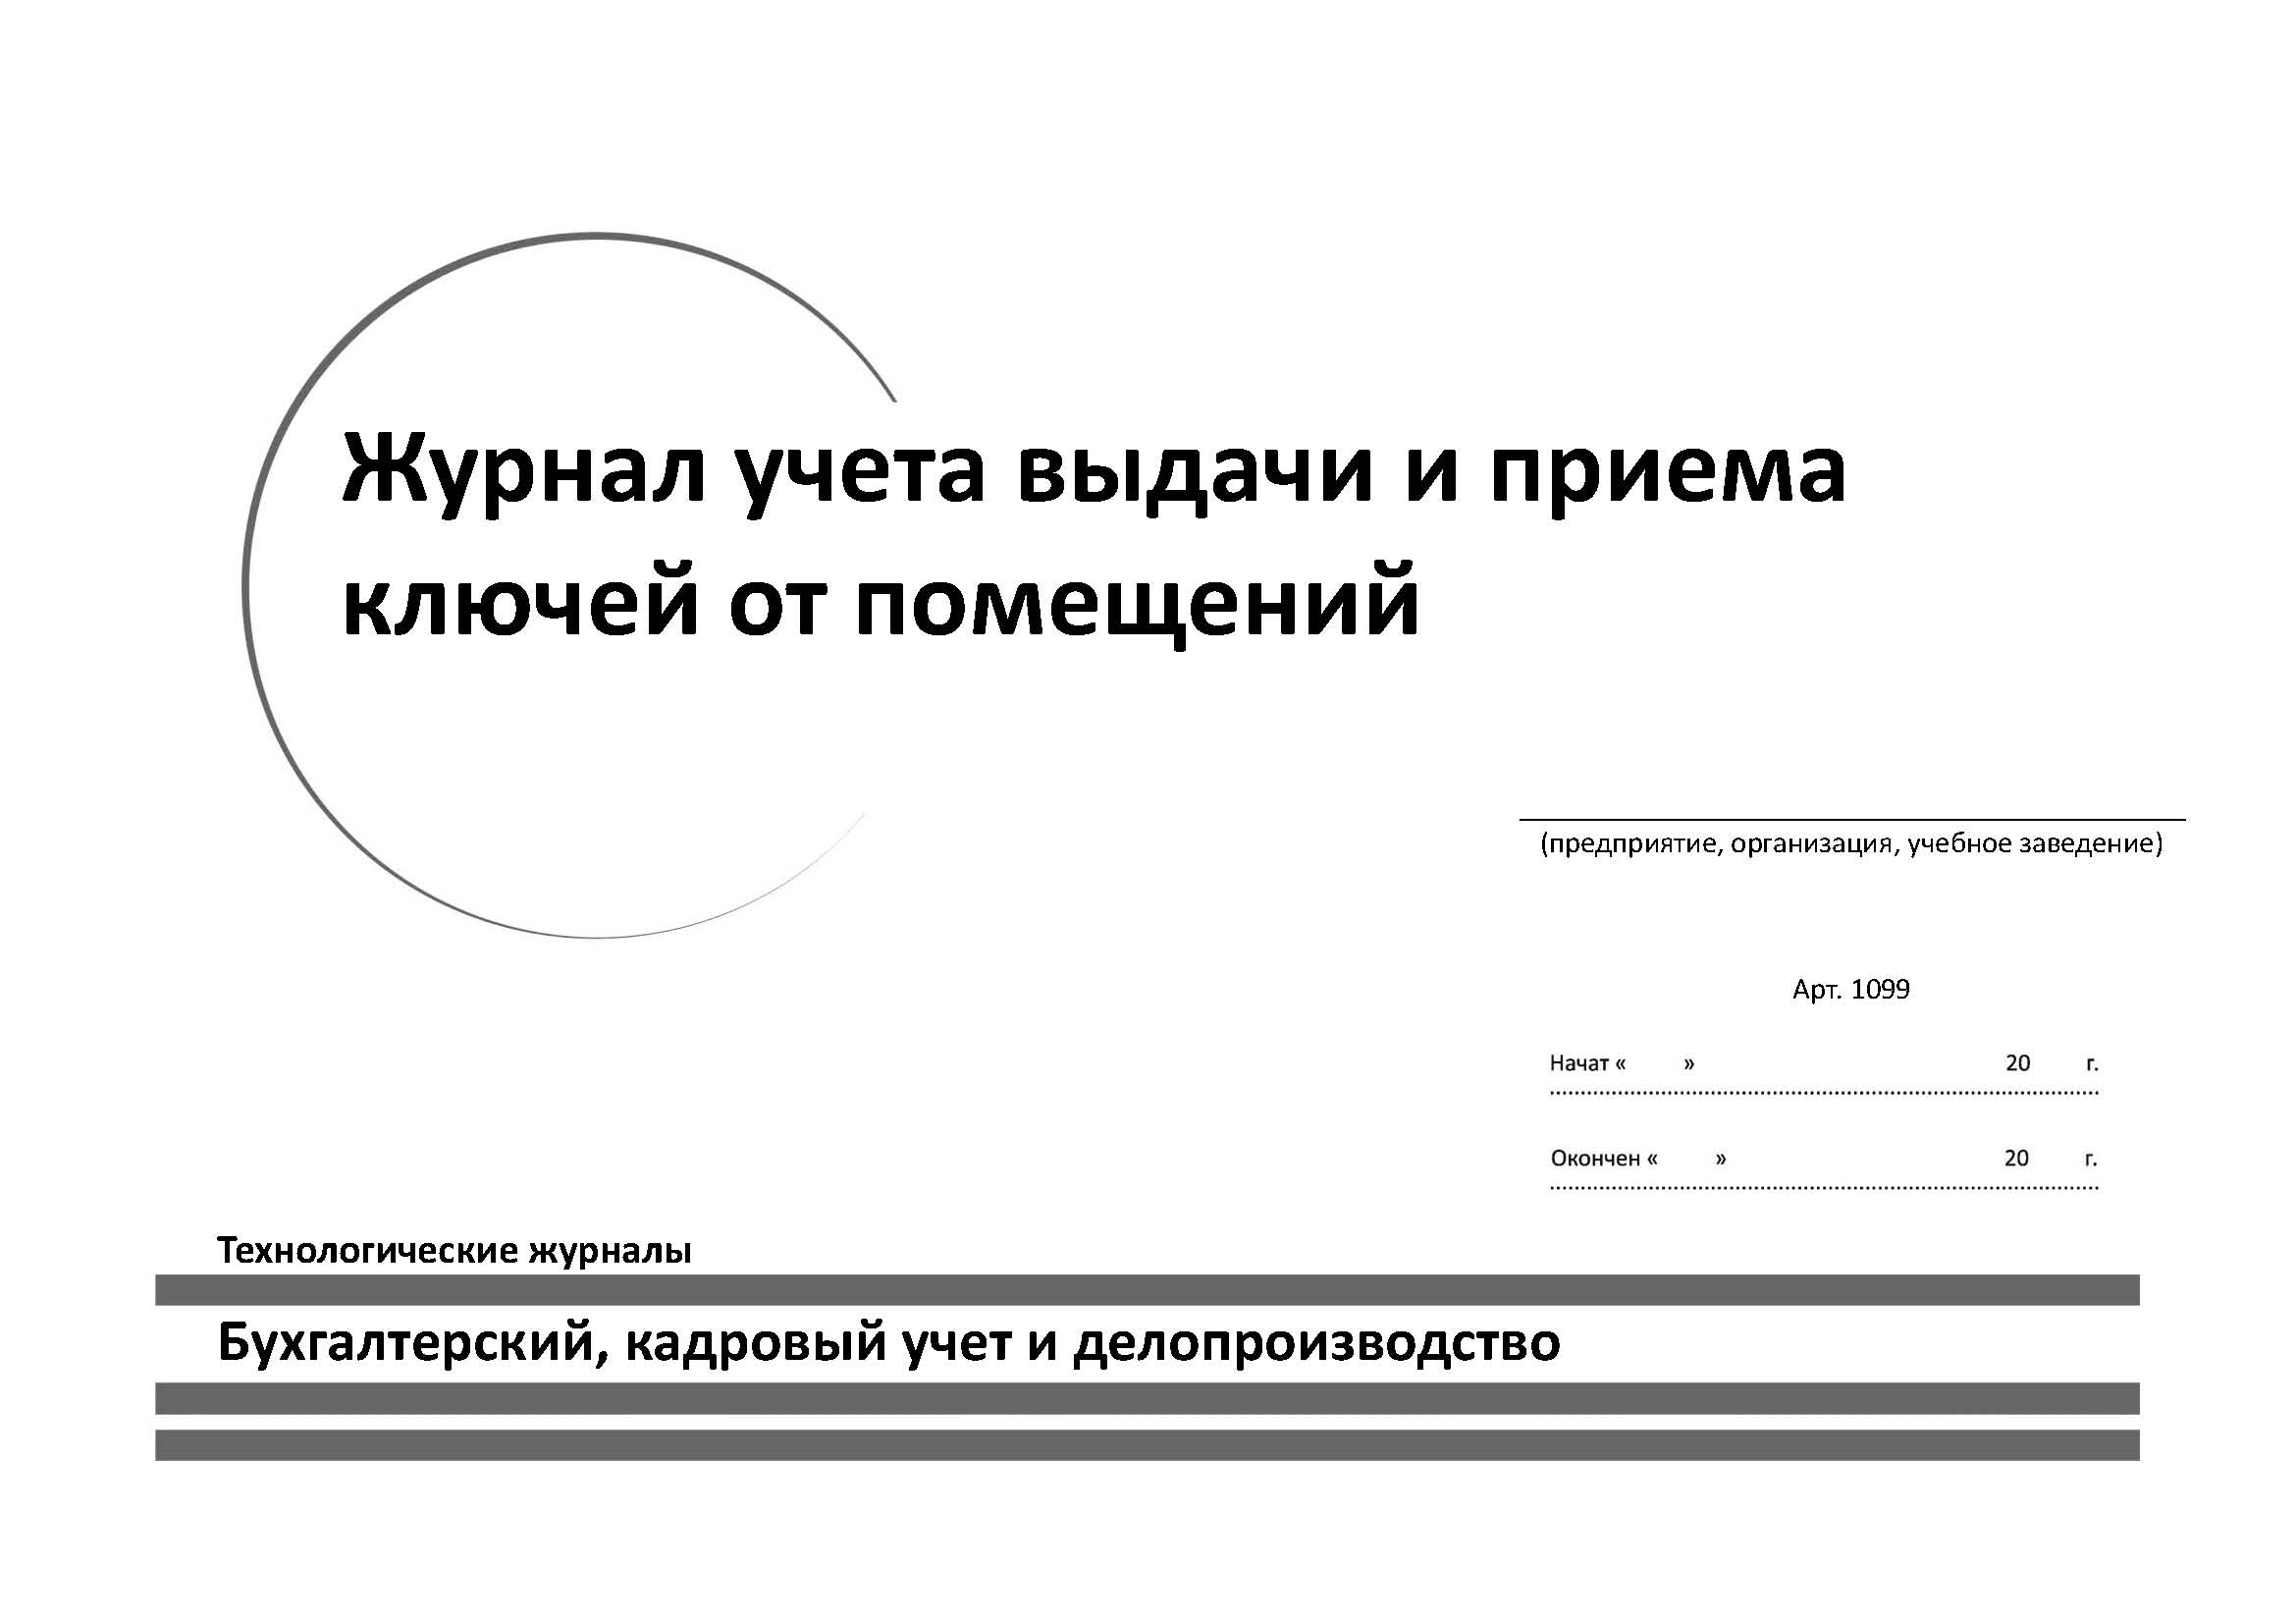 Журнал учета выдачи и приема
ключей от помещений
(предприятие, организация, учебное заведение)
Арт. 1099
Начат « » 20 г.
Окончен « » 20 г.
Технологические журналы
Бухгалтерский, кадровый учет и делопроизводство